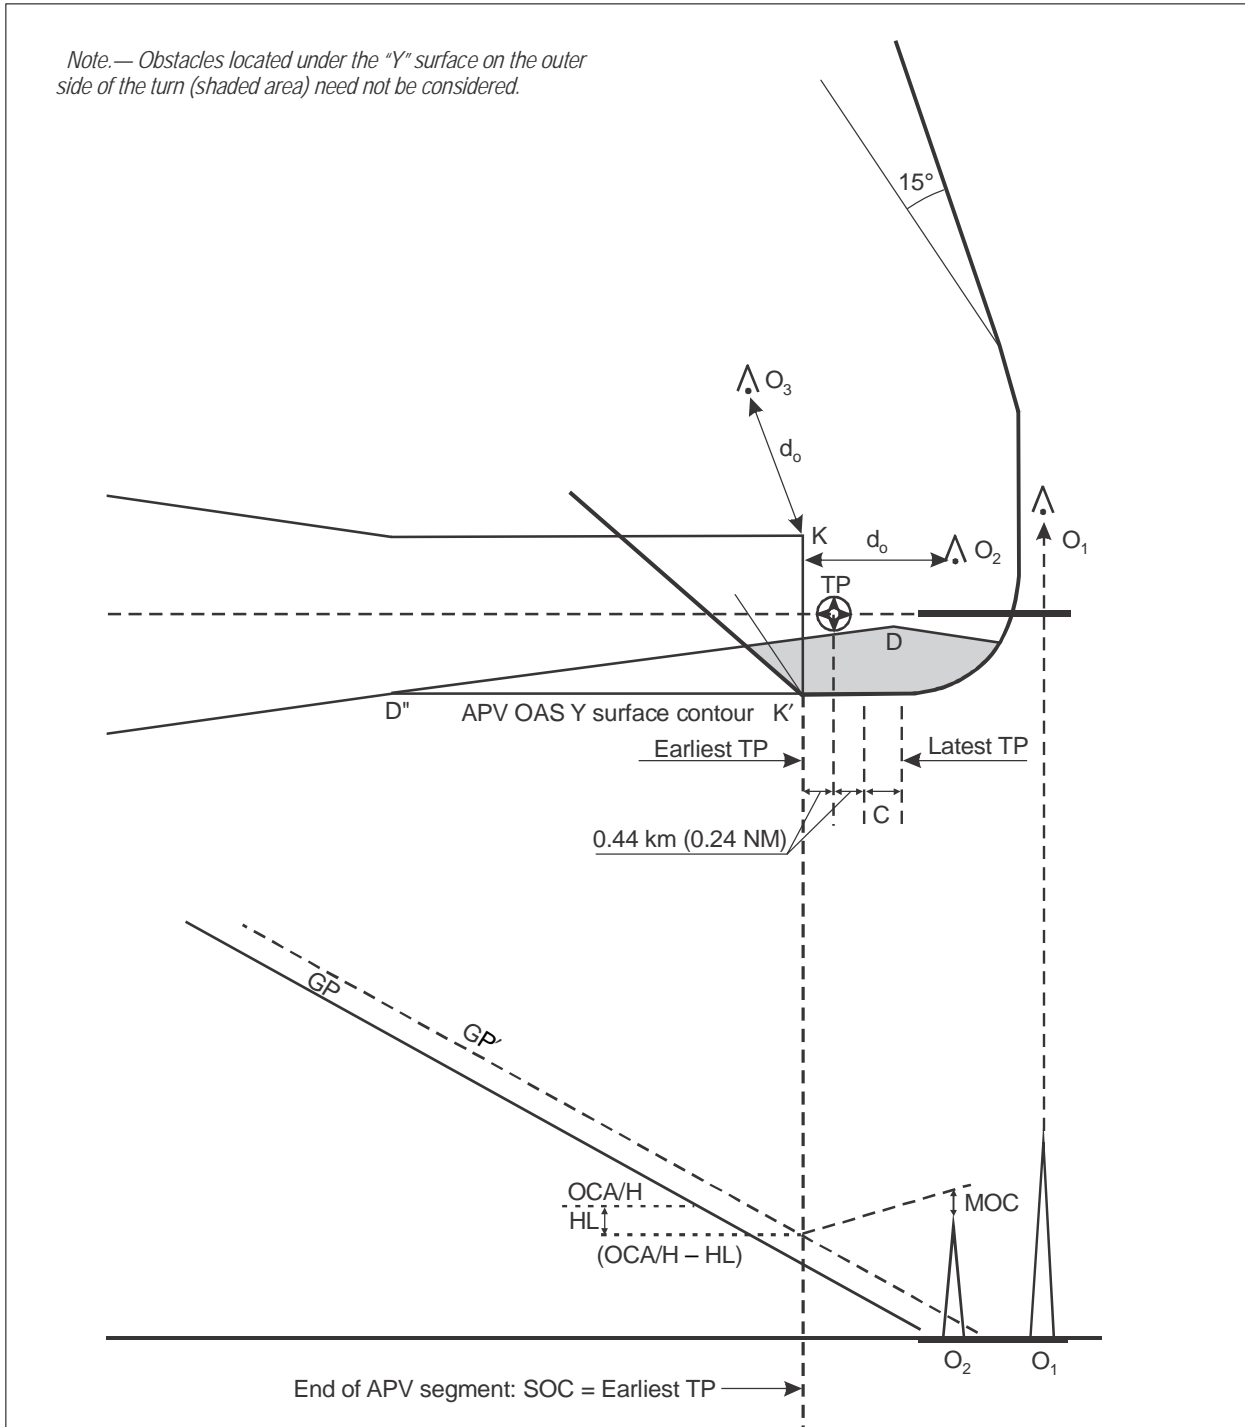 Note.— Obstacles located under the “Y” surface on the outer
side of the turn (shaded area) need not be considered.
15°
O3
do
K
do
O2
O1
TP
D
D"
APV OAS Y surface contour
K′
Earliest TP
Latest TP
C
0.44 km (0.24 NM)
GP
GP′
OCA/H
HL
(OCA/H – HL)
MOC
O2
O1
End of APV segment: SOC = Earliest TP